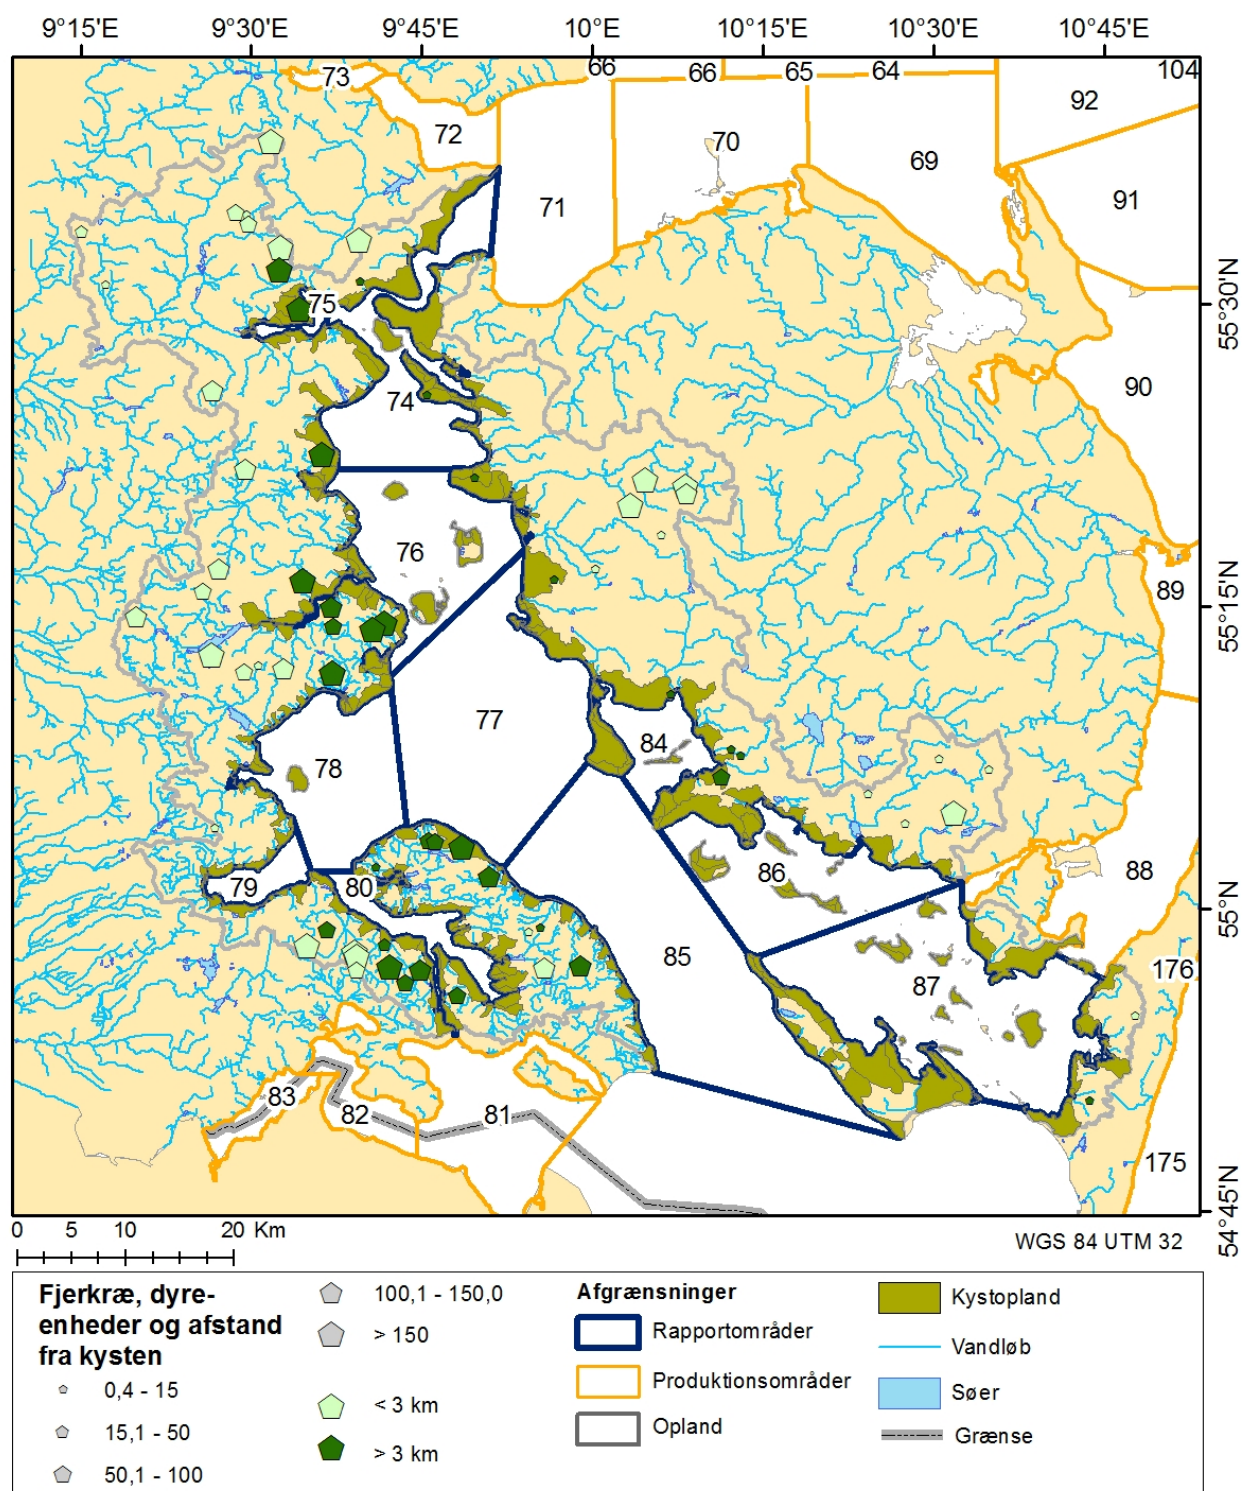 9°15'E 9°30'E 9°45'E 10°E 10°15'E 10°30'E 10°45'E
73 66 66 65 64 104
92
72 70
69
71 91
55°30'N
75
90
74
76
89
55°15'N
77
84
78
86 88
79 80
55°N
85 176
87
83
82 81
175
54°45'N
0 5 10 20 Km
WGS 84 UTM 32
Fjerkræ, dyre-
enheder og afstand
fra kysten
0,4 - 15
15,1 - 50
50,1 - 100
100,1 - 150,0
> 150
< 3 km
> 3 km
Afgrænsninger
Rapportområder
Produktionsområder
Opland
Kystopland
Vandløb
Søer
Grænse